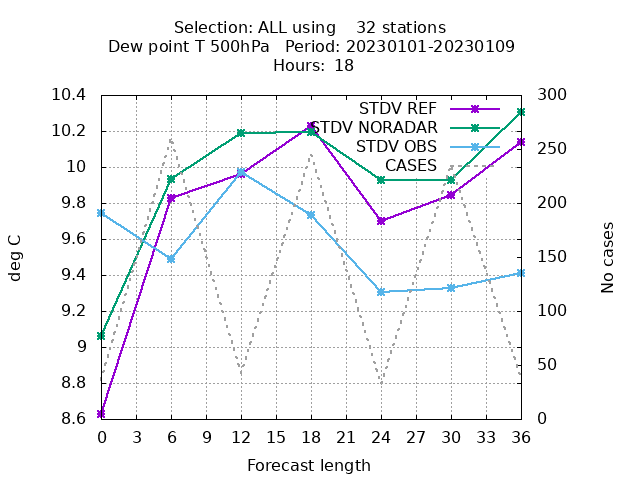 Selection: ALL using    32 stations
Dew point T 500hPa   Period: 20230101-20230109
Hours: 18
STDV REF
STDV NORADAR
STDV OBS
CASES
deg C
No cases
10.4
10.2
10
9.8
9.6
9.4
9.2
9
8.8
8.6
300
250
200
150
100
50
0
0 3 6 9 12 15 18 21 24 27 30 33 36
Forecast length